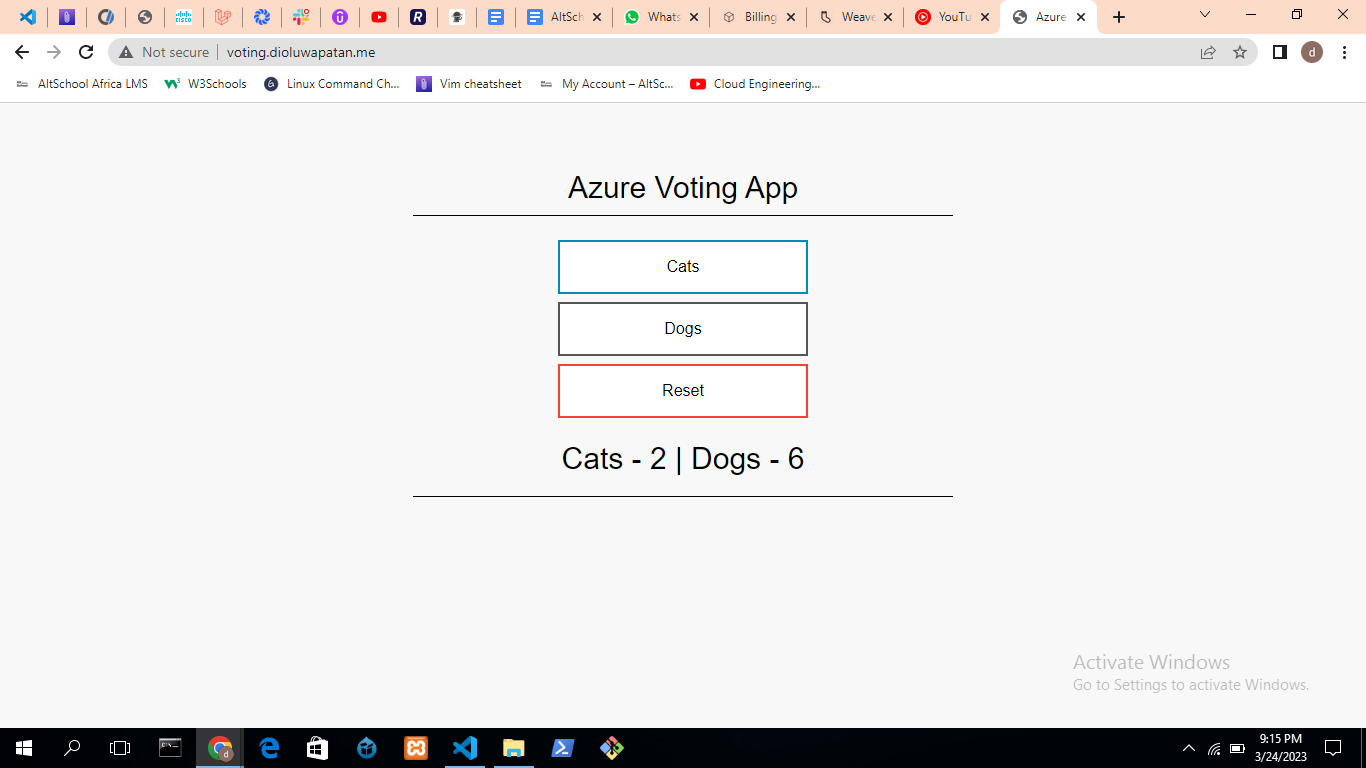 AltSch
Whats
Billing
Weave
YouTu
Azure
Not secure
voting.dioluwapatan.me
d
AltSchool Africa LMS
W3Schools
Linux Command Ch...
Vim cheatsheet
My Account – AltSc...
Cloud Engineering...
Azure Voting App
Cats
Dogs
Reset
Cats - 2 | Dogs - 6
Activate Windows
Go to Settings to activate Windows.
9:15 PM
3/24/2023